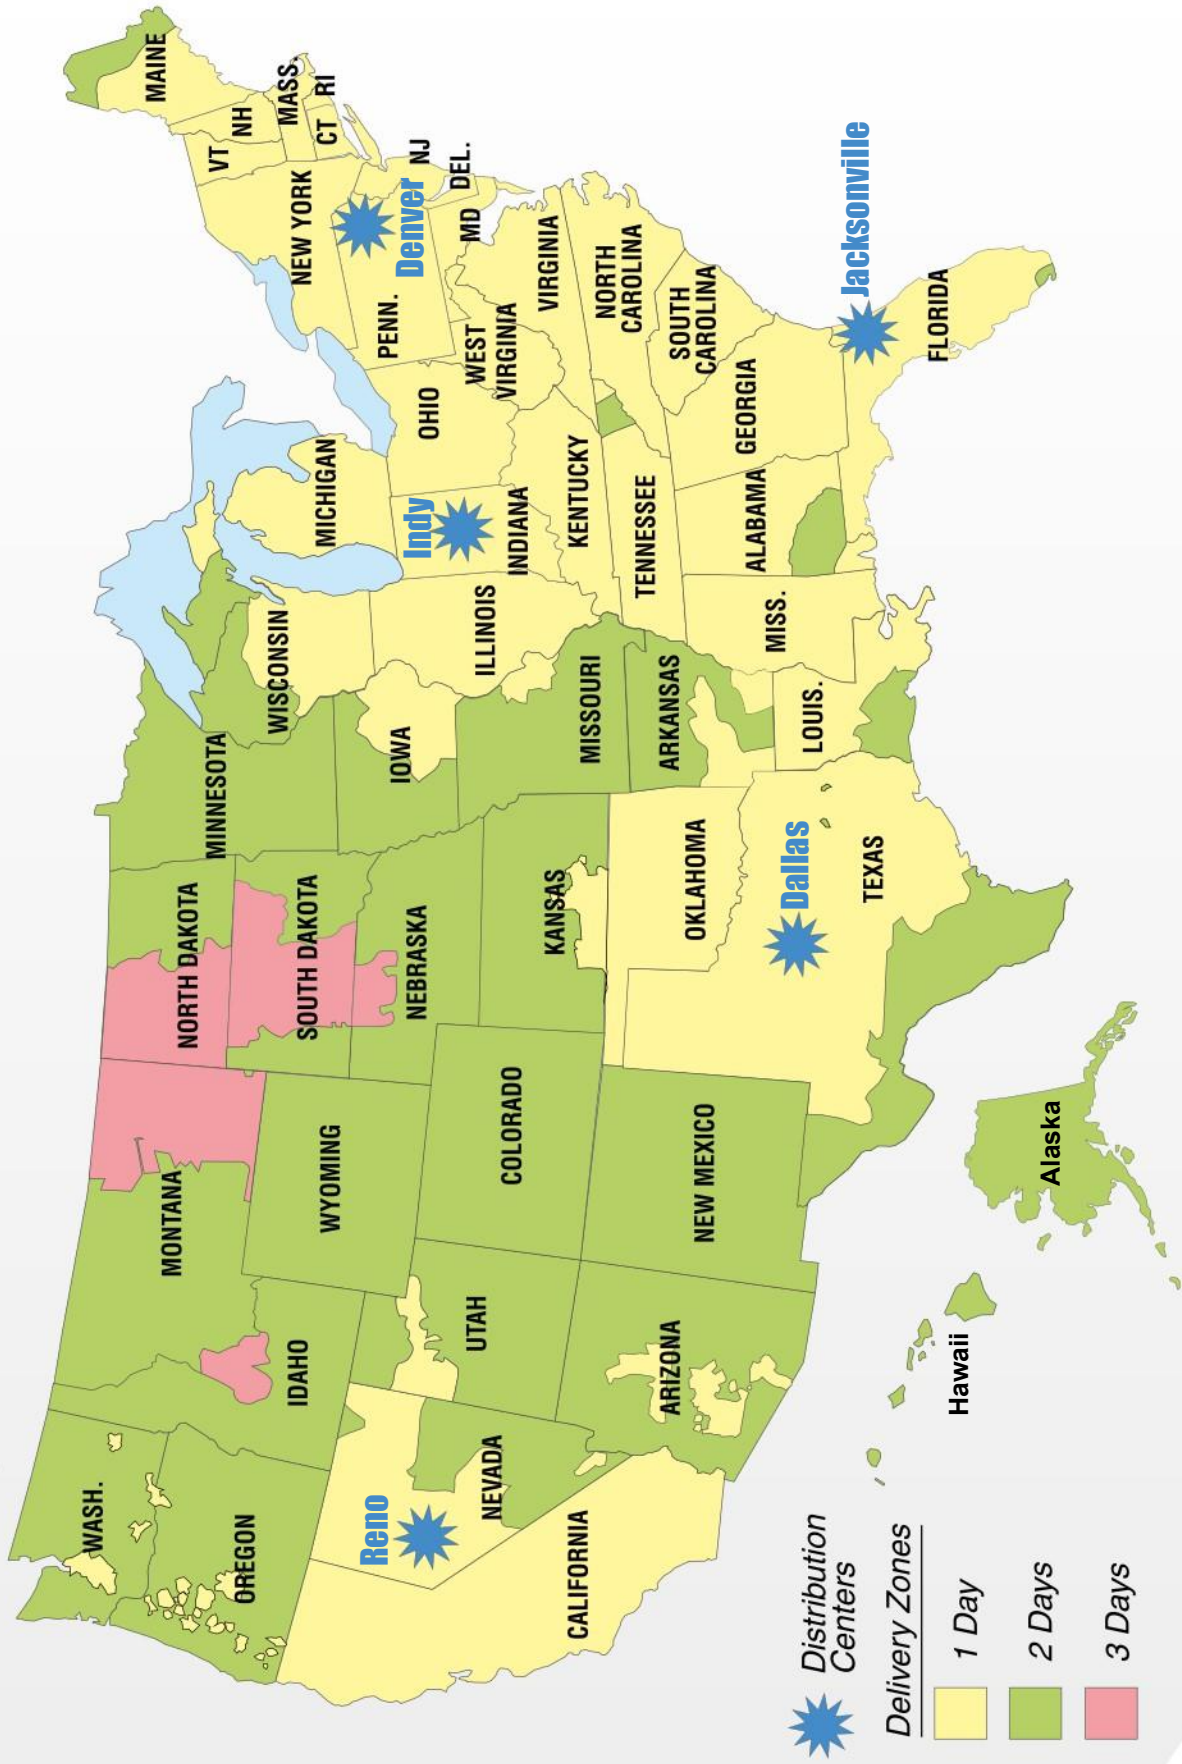 MAINE
VT
NH
MASS.
RI
CT
NEW YORK
NJ
PENN.
Denver
DEL.
MD
WEST
VIRGINIA
VIRGINIA
NORTH
CAROLINA
SOUTH
CAROLINA
GEORGIA
Jacksonville
FLORIDA
OHIO
MICHIGAN
Indy
INDIANA
KENTUCKY
TENNESSEE
ALABAMA
WISCONSIN
ILLINOIS
MISS.
MINNESOTA
IOWA
MISSOURI
ARKANSAS
LOUIS.
NORTH DAKOTA
SOUTH DAKOTA
NEBRASKA
KANSAS
OKLAHOMA
Dallas
TEXAS
MONTANA
WYOMING
COLORADO
NEW MEXICO
IDAHO
UTAH
ARIZONA
WASH.
OREGON
Reno
NEVADA
CALIFORNIA
Alaska
Hawaii
Distribution
Centers
Delivery Zones
1 Day
2 Days
3 Days